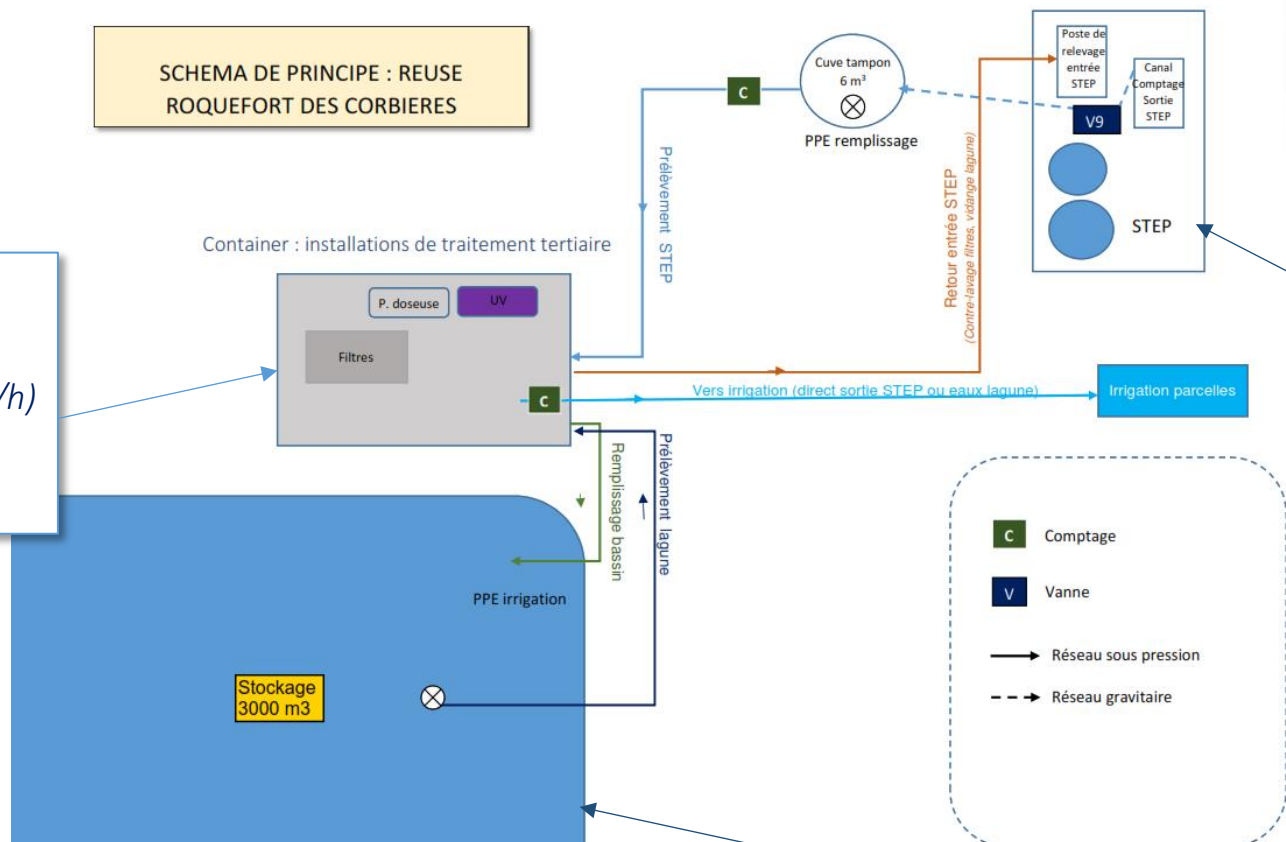 SCHEMA DE PRINCIPE : REUSE
ROQUEFORT DES CORBIERES
Poste de
relevage
entrée
STEP
Canal
Comptage
Sortie
STEP
V9
STEP
Cuve tampon
6 m³
PPE remplissage
C
Prélèvement STEP
Retour entrée STEP
(Contre-lavage filtres, vidange lagune)
Container : installations de traitement tertiaire
P. doseuse
UV
Filtres
C
/h)
Vers irrigation (direct sortie STEP ou eaux lagune)
Irrigation parcelles
Remplissage bassin
Prélèvement lagune
PPE irrigation
Stockage
3000 m3
C Comptage
V Vanne
Réseau sous pression
Réseau gravitaire